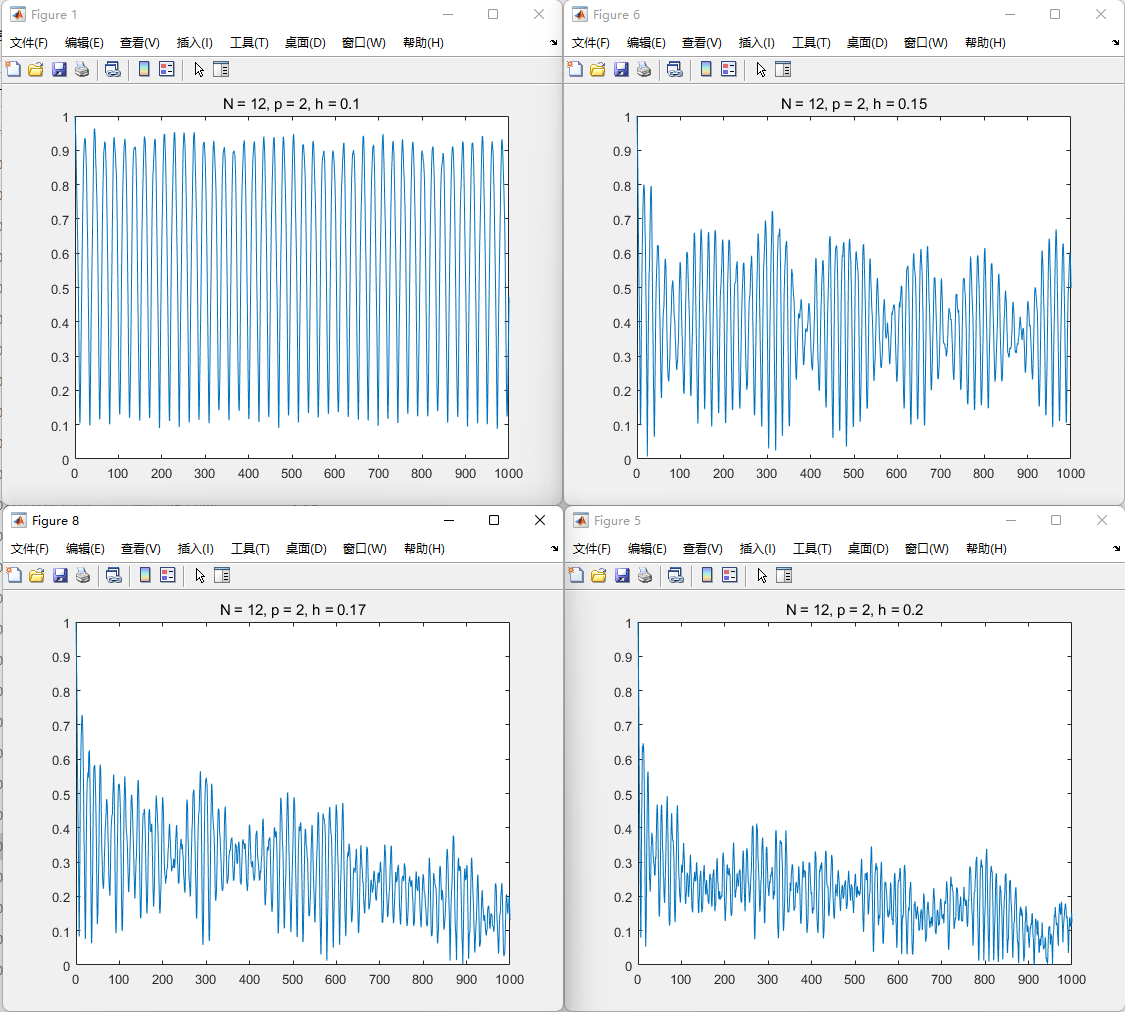 Figure 1
文件(F) 编辑(E) 查看(V) 插入(I) 工具(T) 桌面(D) 窗口(W) 帮助(H)
N = 12, p = 2, h = 0.1
1
0.9
0.8
0.7
0.6
0.5
0.4
0.3
0.2
0.1
0
0 100 200 300 400 500 600 700 800 900 1000
Figure 6
文件(F) 编辑(E) 查看(V) 插入(I) 工具(T) 桌面(D) 窗口(W) 帮助(H)
N = 12, p = 2, h = 0.15
1
0.9
0.8
0.7
0.6
0.5
0.4
0.3
0.2
0.1
0
0 100 200 300 400 500 600 700 800 900 1000
Figure 8
文件(F) 编辑(E) 查看(V) 插入(I) 工具(T) 桌面(D) 窗口(W) 帮助(H)
N = 12, p = 2, h = 0.17
1
0.9
0.8
0.7
0.6
0.5
0.4
0.3
0.2
0.1
0
0 100 200 300 400 500 600 700 800 900 1000
Figure 5
文件(F) 编辑(E) 查看(V) 插入(I) 工具(T) 桌面(D) 窗口(W) 帮助(H)
N = 12, p = 2, h = 0.2
1
0.9
0.8
0.7
0.6
0.5
0.4
0.3
0.2
0.1
0
0 100 200 300 400 500 600 700 800 900 1000